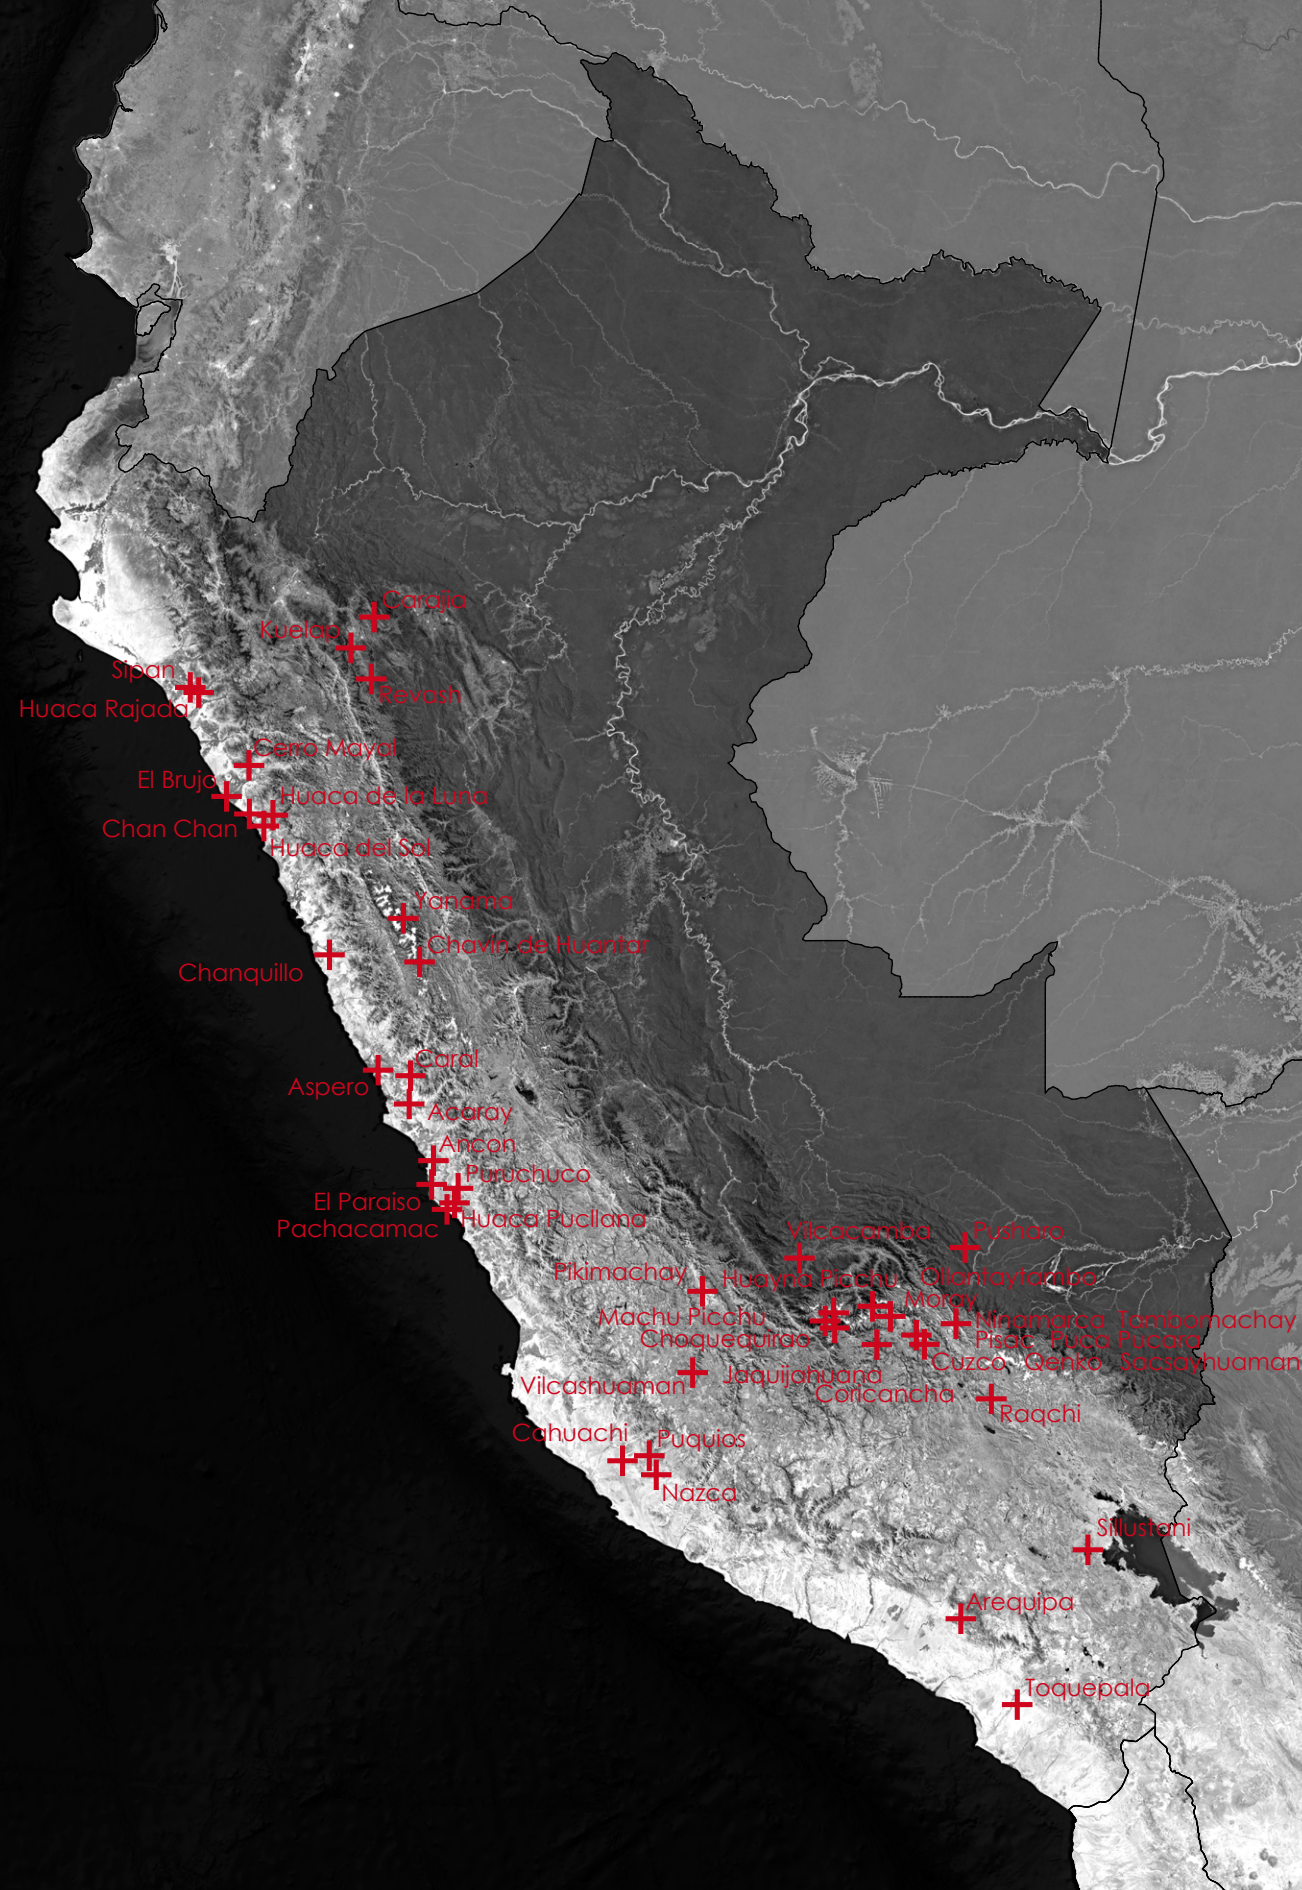 Carajia
Kuelap
Sipan
Revash
Huaca Rajada
Cerro Mayal
El Brujo
Huaca de la Luna
Chan Chan
Huaca del Sol
Yanama
Chavin de Huantar
Chanquillo
Caral
Aspero
Acaray
Ancon
Puruchuco
El Paraiso
Huaca Pucllana
Pachacamac
Vilcacamba
Pusharo
Pikimachay
Huayna Picchu
Ollantaytambo
Moray
Machu Picchu
Ninamarca Tambomachay
Choquequirao
Pisac Puca Pucara
Cuzco Qenko Sacsayhuaman
Jaquijahuana
Vilcashuaman
Coricancha
Raqchi
Cahuachi
Puquios
Nazca
Sillustani
Arequipa
Toquepala